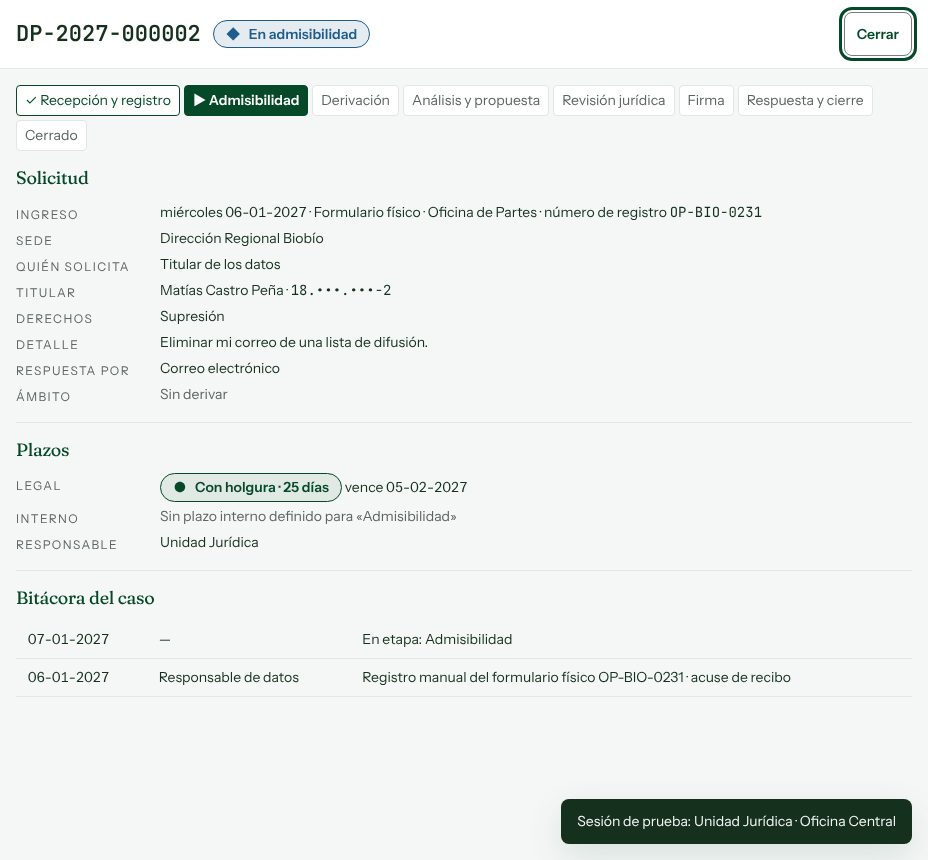 DP-2027-000002 En admisibilidad Cerrar
✓ Recepción y registro ▶ Admisibilidad Derivación Análisis y propuesta Revisión jurídica Firma Respuesta y cierre
Cerrado
Solicitud
INGRESO miércoles 06-01-2027 · Formulario físico · Oficina de Partes · número de registro OP-BIO-0231
SEDE Dirección Regional Biobío
QUIÉN SOLICITA Titular de los datos
TITULAR Matías Castro Peña · 18.•••.•••-2
DERECHOS Supresión
DETALLE Eliminar mi correo de una lista de difusión.
RESPUESTA POR Correo electrónico
ÁMBITO Sin derivar
Plazos
LEGAL Con holgura · 25 días vence 05-02-2027
INTERNO Sin plazo interno definido para «Admisibilidad»
RESPONSABLE Unidad Jurídica
Bitácora del caso
07-01-2027 — En etapa: Admisibilidad
06-01-2027 Responsable de datos Registro manual del formulario físico OP-BIO-0231 · acuse de recibo
Sesión de prueba: Unidad Jurídica · Oficina Central